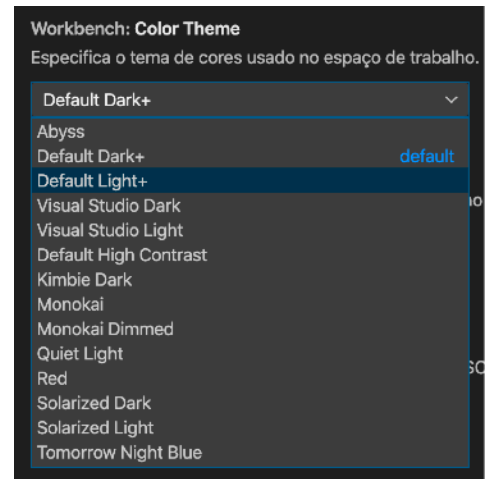 Workbench: Color Theme
Especifica o tema de cores usado no espaço de trabalho.
Default Dark+
Abyss
Default Dark+ default
Default Light+
Visual Studio Dark
Visual Studio Light
Default High Contrast
Kimbie Dark
Monokai
Monokai Dimmed
Quiet Light
Red
Solarized Dark
Solarized Light
Tomorrow Night Blue